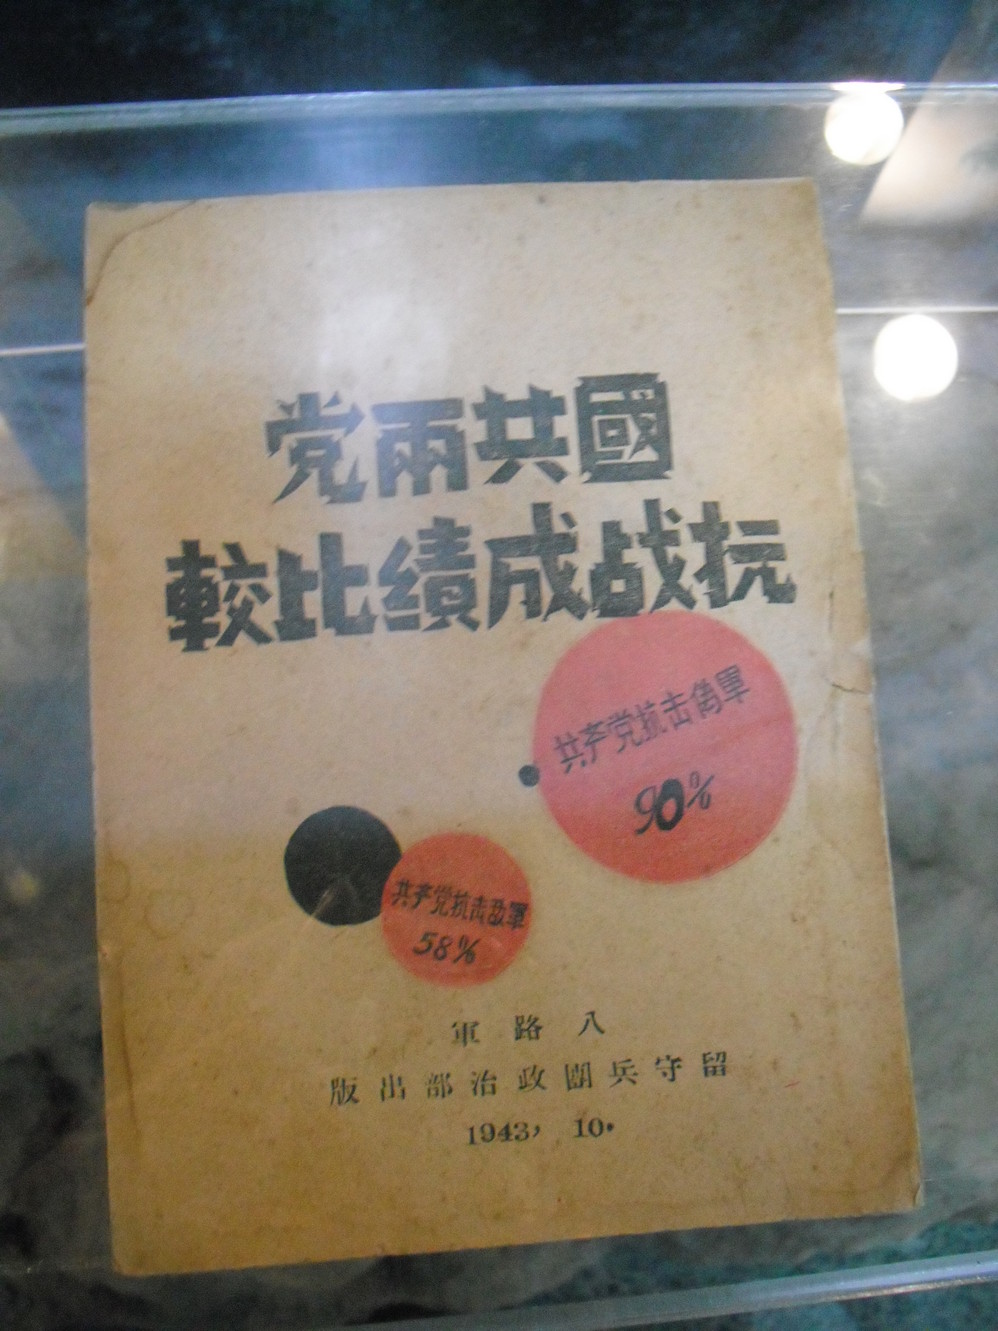 國共兩党
抗战成績比較
共产党抗击偽軍
90%
共产党抗击敌軍
58%
八路軍
留守兵團政治部出版
1943, 10.